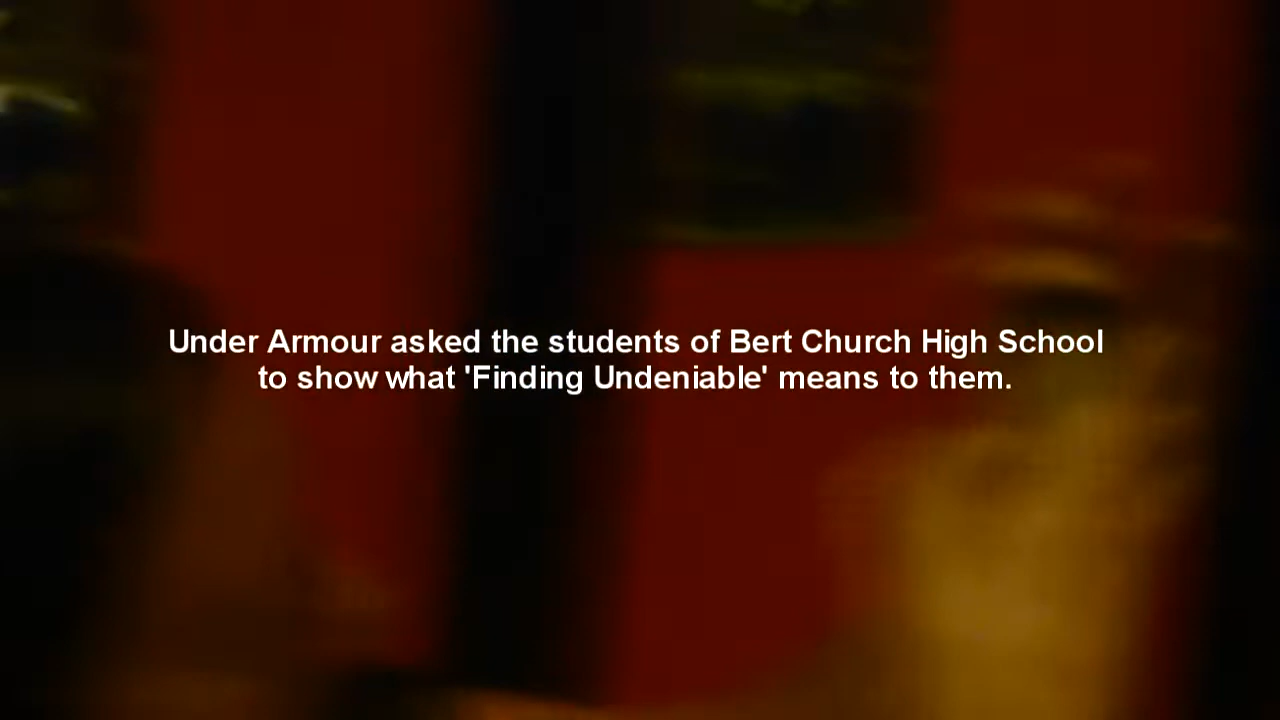 Under Armour asked the students of Bert Church High School
to show what 'Finding Undeniable' means to them.